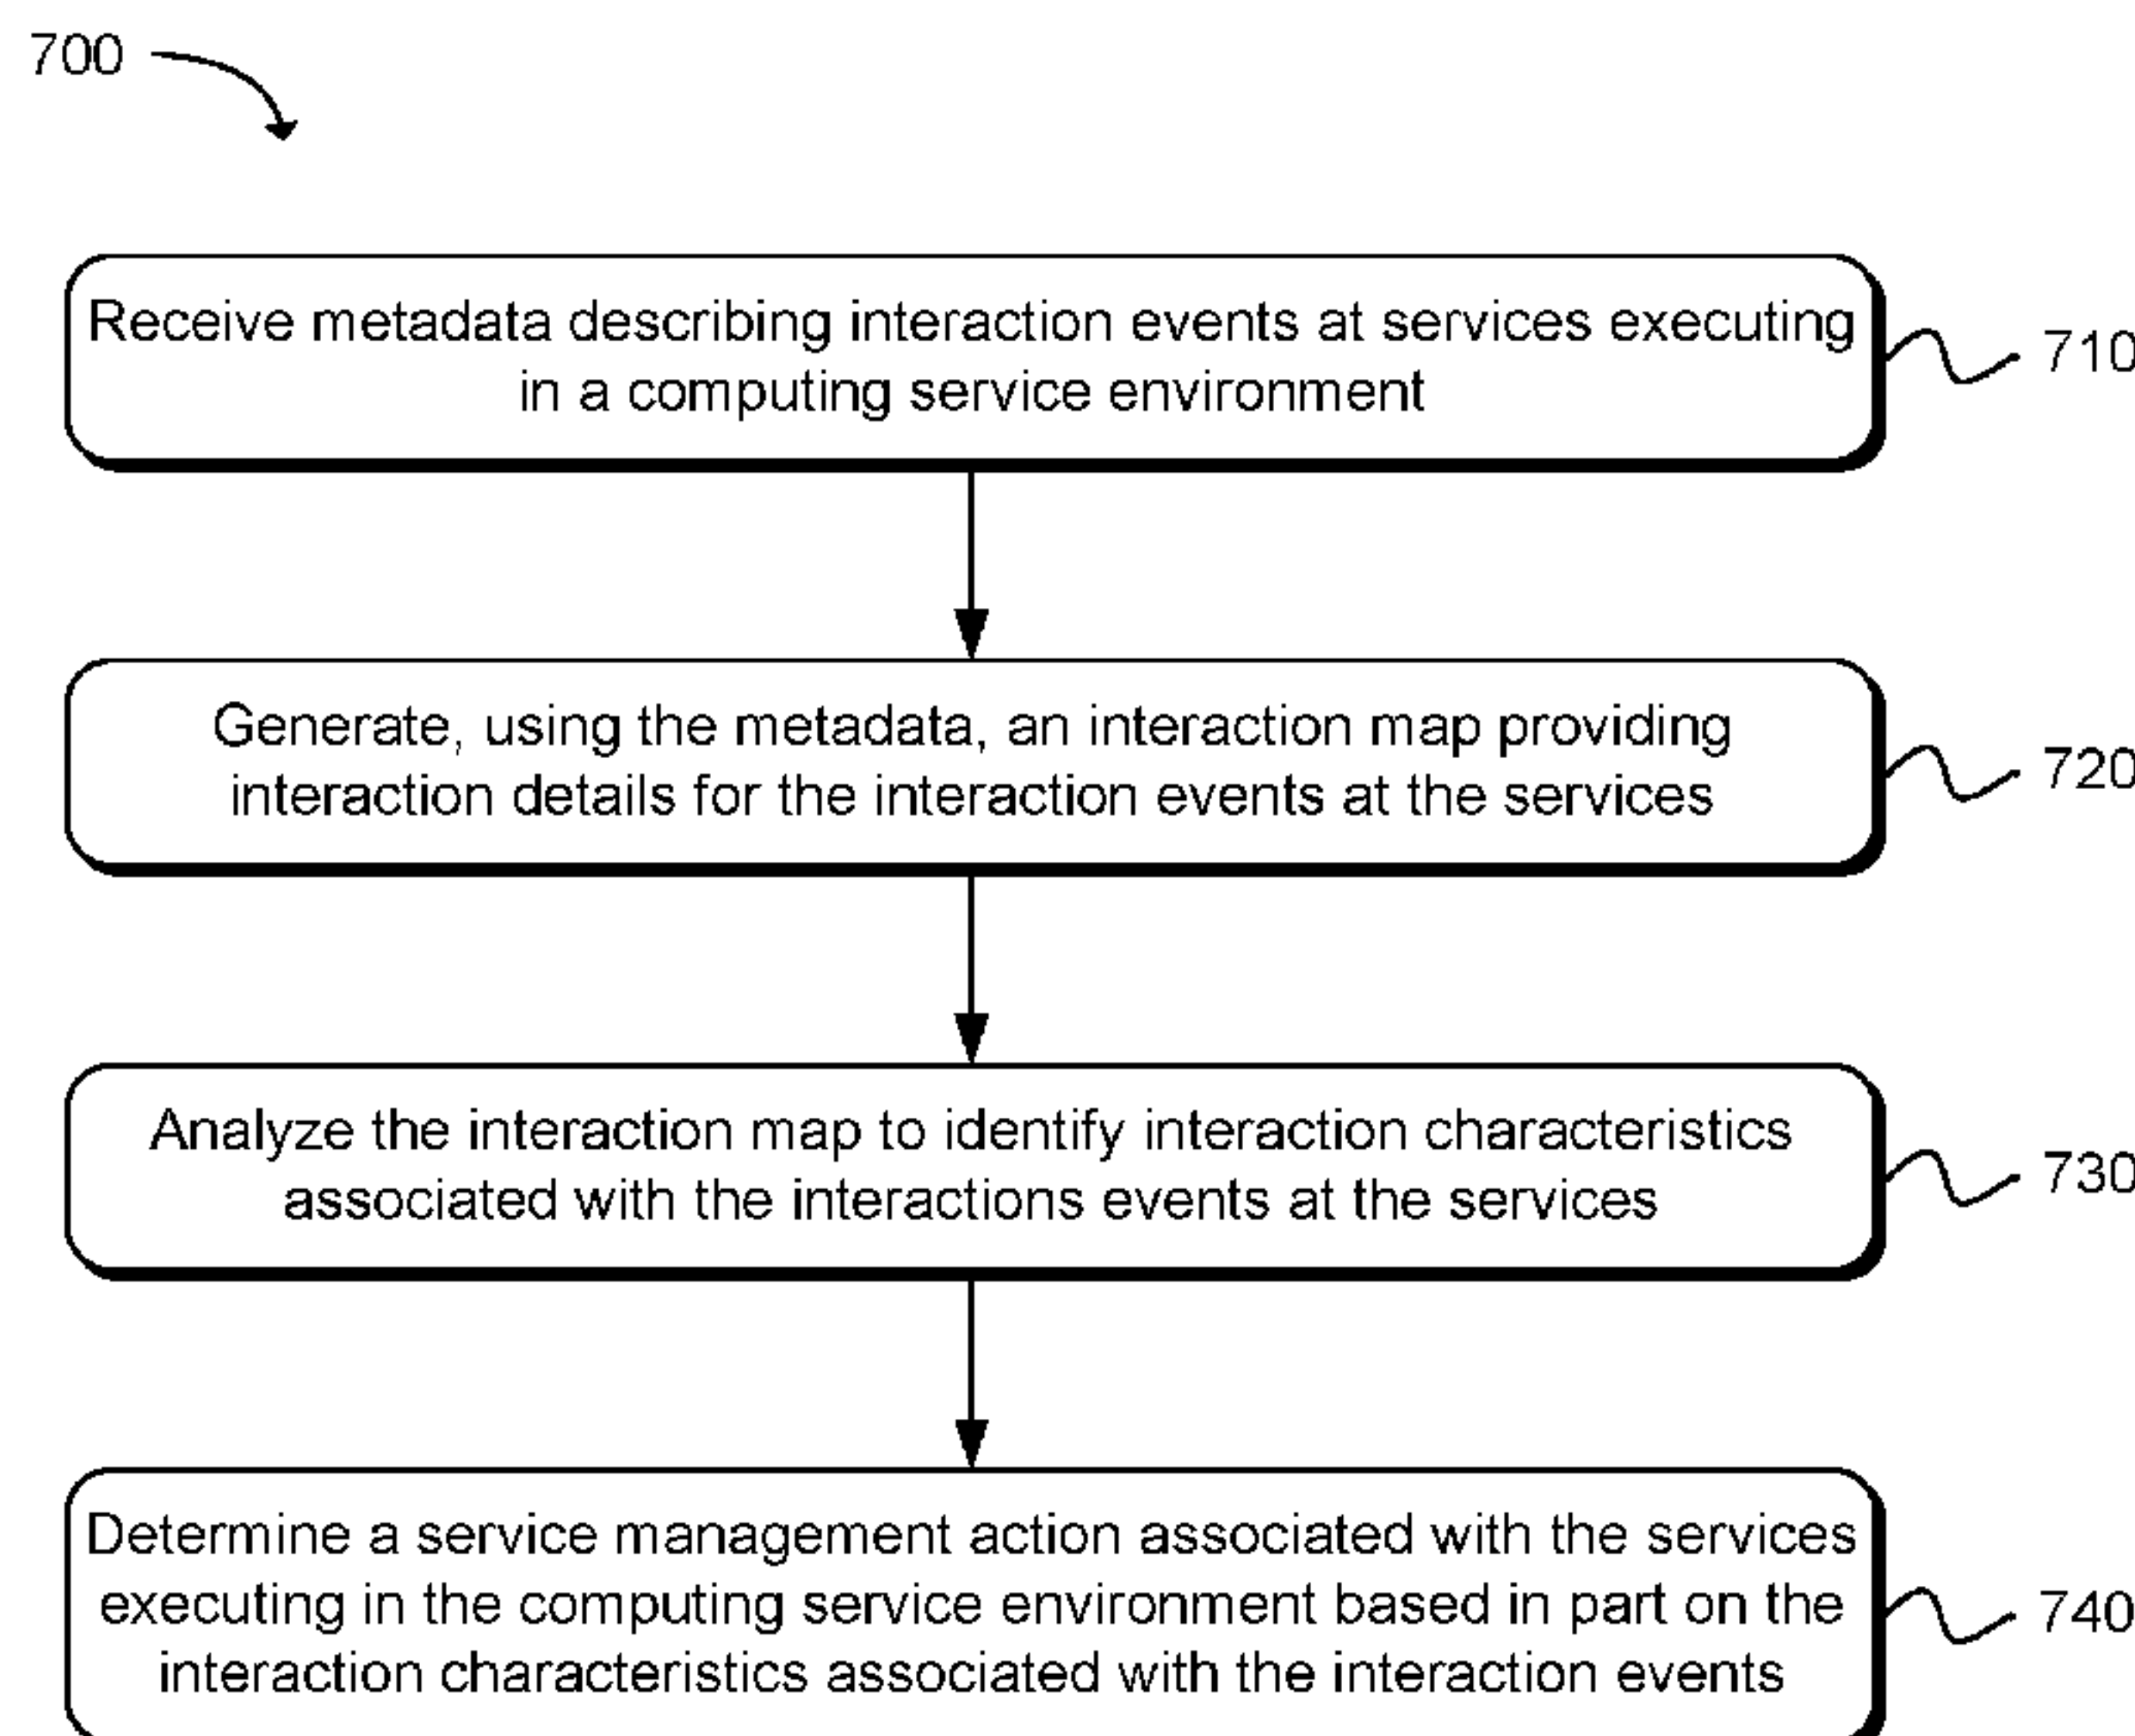 700
Receive metadata describing interaction events at services executing
in a computing service environment
710
Generate, using the metadata, an interaction map providing
interaction details for the interaction events at the services
720
Analyze the interaction map to identify interaction characteristics
associated with the interactions events at the services
730
Determine a service management action associated with the services
executing in the computing service environment based in part on the
interaction characteristics associated with the interaction events
740